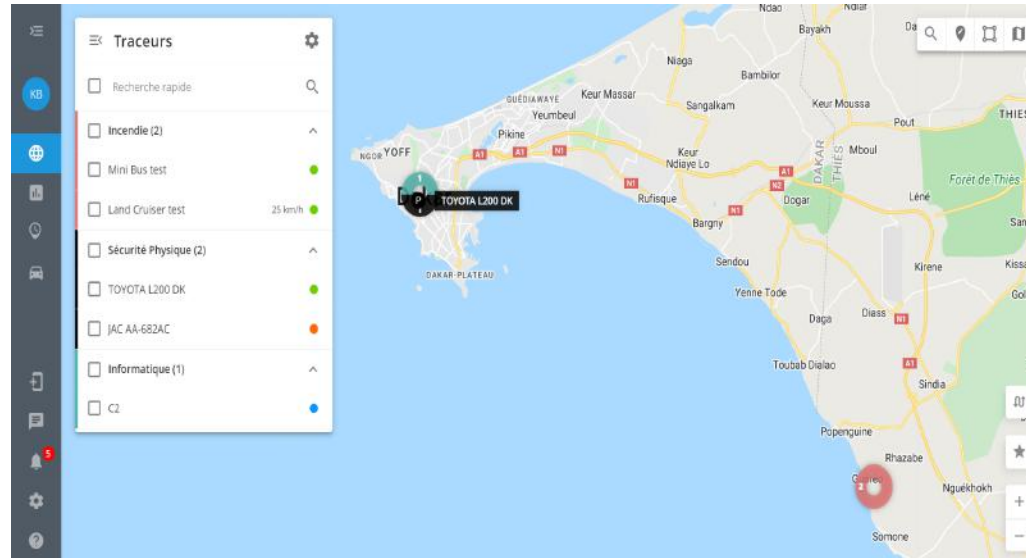 KB
5
Traceurs
Recherche rapide
Incendie (2)
Mini Bus test
Land Cruiser test 25 km/h
Sécurité Physique (2)
TOYOTA L200 DK
JAC AA-682AC
Informatique (1)
C2
Ndao
Ndiar
Bayakh
Niaga
Bambilor
GUÉDIAWAYE
Keur Massar
Yeumbeul
Sangalkam
Keur Moussa
Pout
THIES
Pikine
NGOR YOFF
A1
A1
N1
Keur
Ndiaye Lo
DAKAR
THIÈS
Mboul
A1
N2
N1
Forêt de Thiès
1
P
TOYOTA L200 DK
Rufisque
Dogar
Léné
N1
Bargny
DAKAR-PLATEAU
Sendou
Kirene
Yenne Tode
Daga
Diass
N1
Toubab Dialao
A1
Sindia
Popenguine
Rhazabe
2
Nguékhokh
Somone